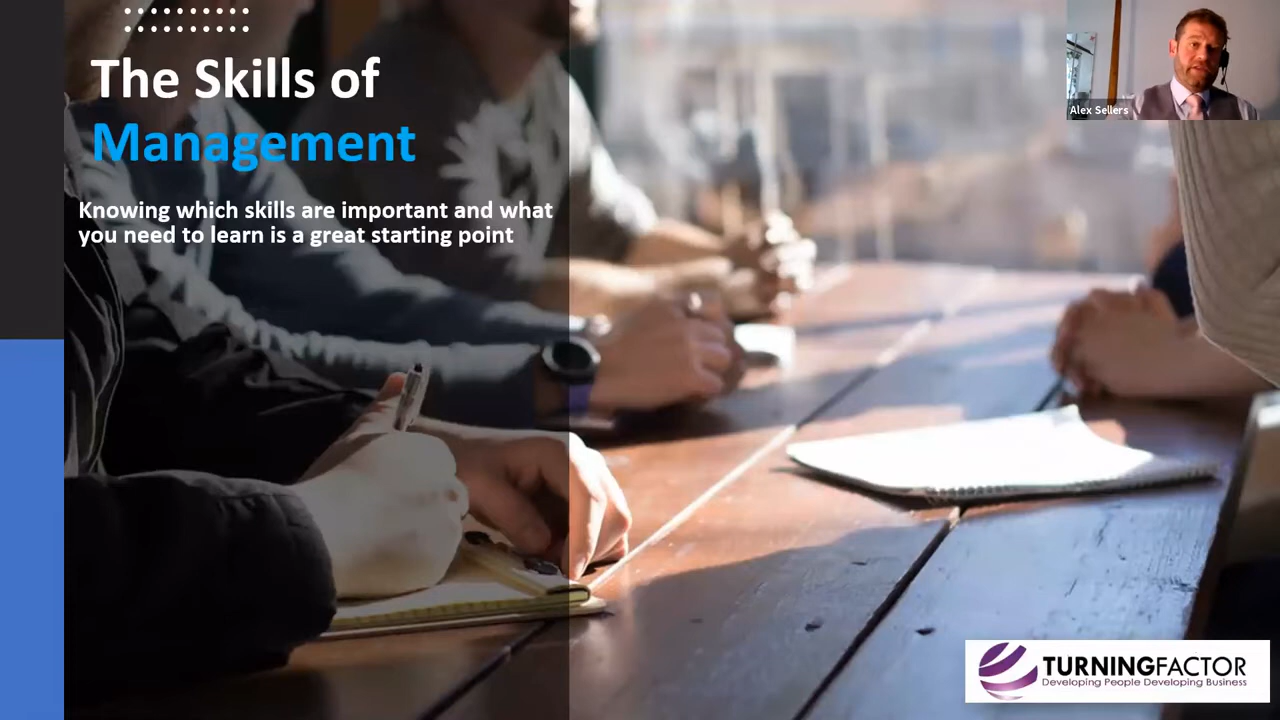 The Skills of
Management
Knowing which skills are important and what
you need to learn is a great starting point
Alex Sellers
TURNINGFACTOR
Developing People Developing Business